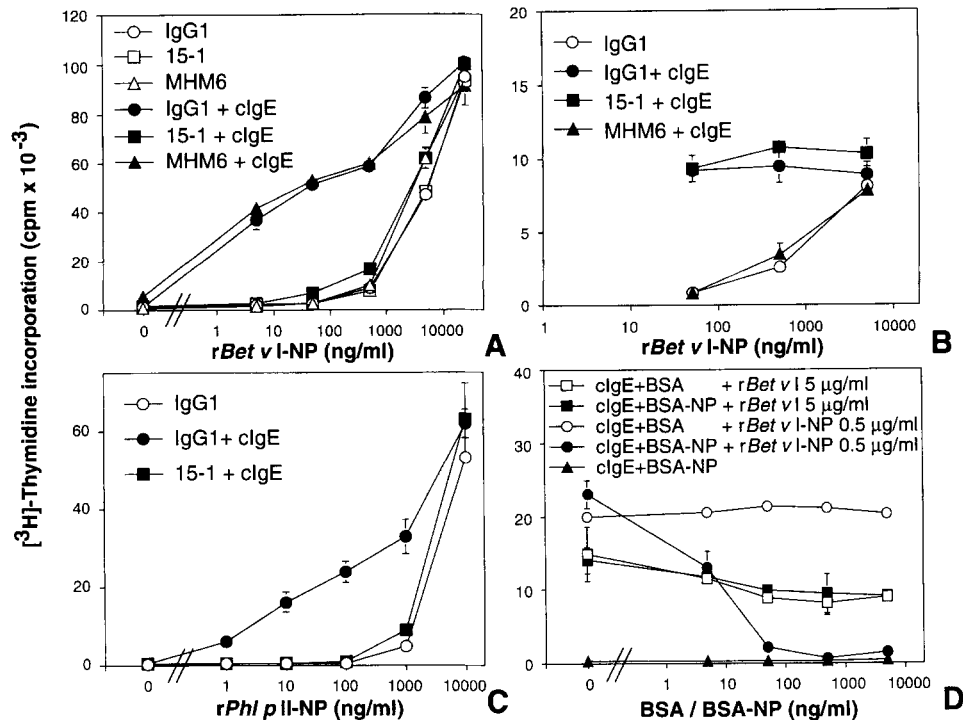 [³H]-Thymidine incorporation (cpm x 10⁻³)
120
100
80
60
40
20
0
IgG1
15-1
MHM6
IgG1 + cIgE
15-1 + cIgE
MHM6 + cIgE
0 1 10 100 1000 10000
rBet v I-NP (ng/ml)
A
20
15
10
5
0
IgG1
IgG1+ cIgE
15-1 + cIgE
MHM6 + cIgE
1 10 100 1000 10000
rBet v I-NP (ng/ml)
B
60
40
20
0
IgG1
IgG1+ cIgE
15-1 + cIgE
0 1 10 100 1000 10000
rPhl p II-NP (ng/ml)
C
40
30
20
10
0
cIgE+BSA + rBet v I 5 µg/ml
cIgE+BSA-NP + rBet v I 5 µg/ml
cIgE+BSA + rBet v I-NP 0.5 µg/ml
cIgE+BSA-NP + rBet v I-NP 0.5 µg/ml
cIgE+BSA-NP
0 1 10 100 1000 10000
BSA / BSA-NP (ng/ml)
D